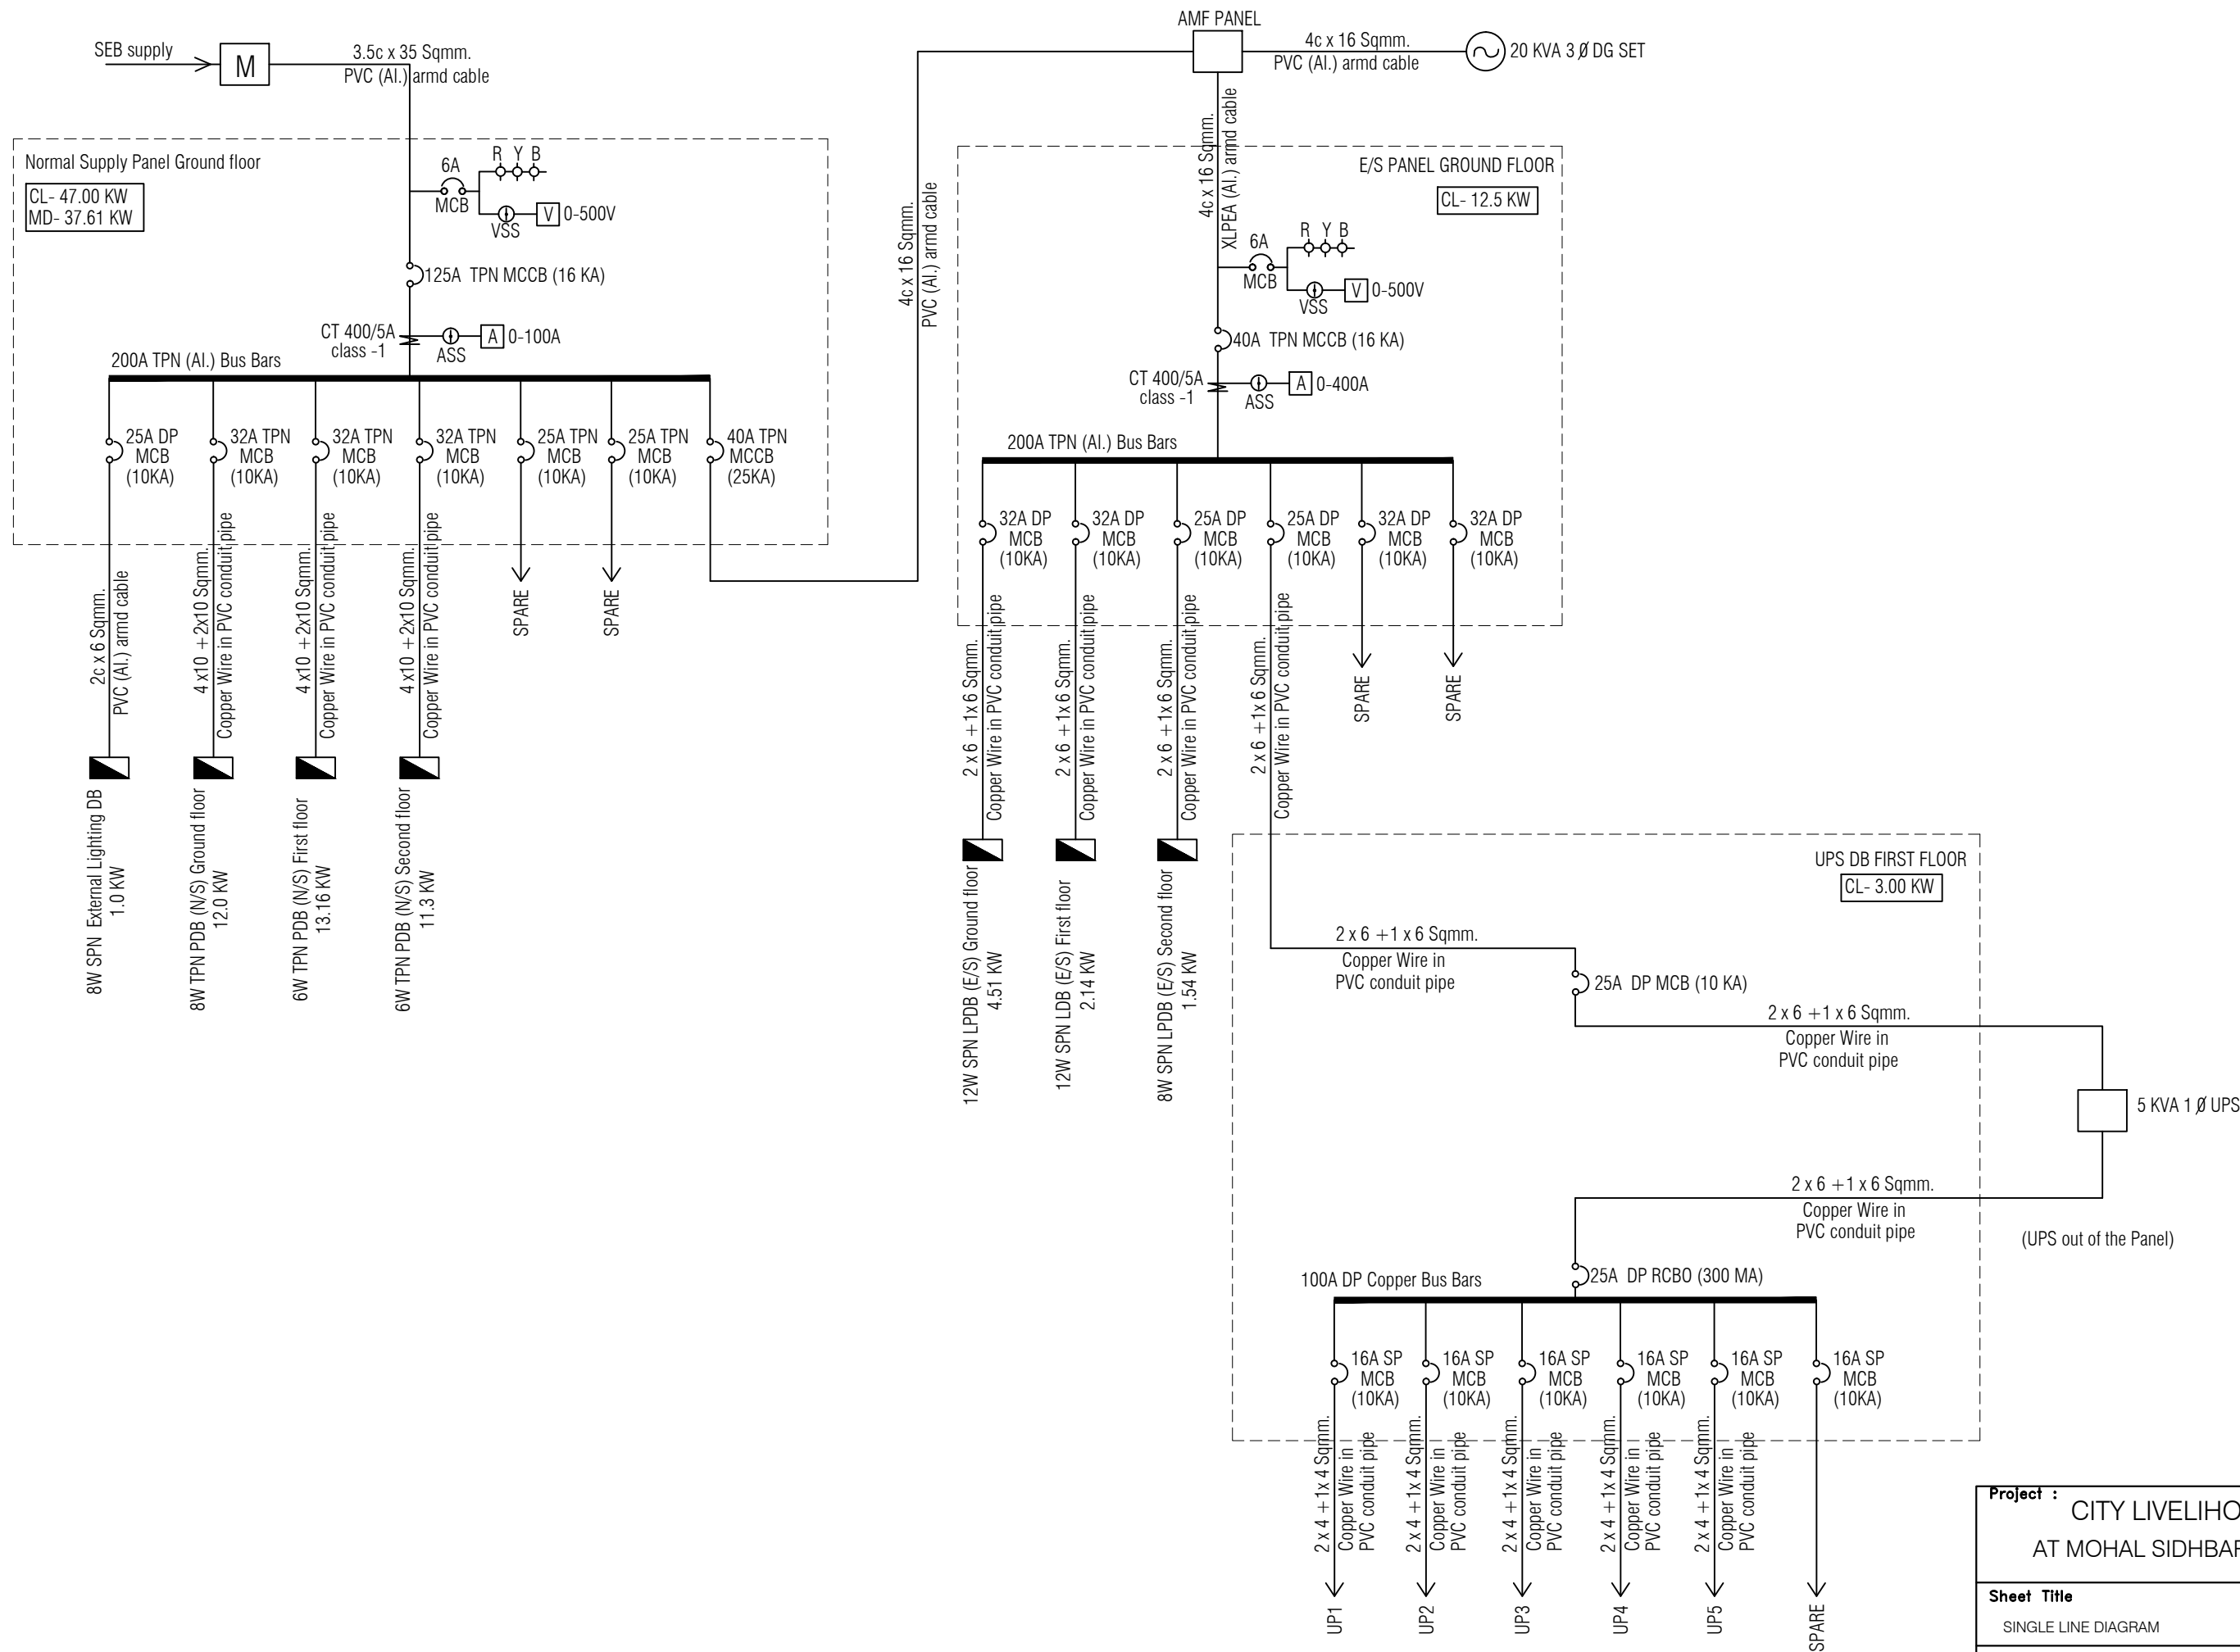 AMF PANEL
SEB supply
M
3.5c x 35 Sqmm.
PVC (Al.) armd cable
4c x 16 Sqmm.
PVC (Al.) armd cable
20 KVA 3 Ø DG SET
Normal Supply Panel Ground floor
CL- 47.00 KW
MD- 37.61 KW
6A
MCB
R Y B
VSS
V
0-500V
125A TPN MCCB (16 KA)
CT 400/5A
class -1
ASS
A
0-100A
200A TPN (Al.) Bus Bars
25A DP
MCB
(10KA)
32A TPN
MCB
(10KA)
32A TPN
MCB
(10KA)
32A TPN
MCB
(10KA)
25A TPN
MCB
(10KA)
25A TPN
MCB
(10KA)
40A TPN
MCCB
(25KA)
2c x 6 Sqmm.
PVC (Al.) armd cable
4 x10 +2x10 Sqmm.
Copper Wire in PVC conduit pipe
4 x10 +2x10 Sqmm.
Copper Wire in PVC conduit pipe
4 x10 +2x10 Sqmm.
Copper Wire in PVC conduit pipe
SPARE
SPARE
8W SPN External Lighting DB
1.0 KW
8W TPN PDB (N/S) Ground floor
12.0 KW
6W TPN PDB (N/S) First floor
13.16 KW
6W TPN PDB (N/S) Second floor
11.3 KW
4c x 16 Sqmm.
PVC (Al.) armd cable
4c x 16 Sqmm.
XLPEA (Al.) armd cable
E/S PANEL GROUND FLOOR
CL- 12.5 KW
6A
MCB
R Y B
VSS
V
0-500V
40A TPN MCCB (16 KA)
CT 400/5A
class -1
ASS
A
0-400A
200A TPN (Al.) Bus Bars
32A DP
MCB
(10KA)
32A DP
MCB
(10KA)
25A DP
MCB
(10KA)
25A DP
MCB
(10KA)
32A DP
MCB
(10KA)
32A DP
MCB
(10KA)
2 x 6 +1x 6 Sqmm.
Copper Wire in PVC conduit pipe
2 x 6 +1x 6 Sqmm.
Copper Wire in PVC conduit pipe
2 x 6 +1x 6 Sqmm.
Copper Wire in PVC conduit pipe
2 x 6 +1x 6 Sqmm.
Copper Wire in PVC conduit pipe
SPARE
SPARE
12W SPN LPDB (E/S) Ground floor
4.51 KW
12W SPN LDB (E/S) First floor
2.14 KW
8W SPN LPDB (E/S) Second floor
1.54 KW
UPS DB FIRST FLOOR
CL- 3.00 KW
2 x 6 +1 x 6 Sqmm.
Copper Wire in
PVC conduit pipe
25A DP MCB (10 KA)
2 x 6 +1 x 6 Sqmm.
Copper Wire in
PVC conduit pipe
5 KVA 1 Ø UPS
2 x 6 +1 x 6 Sqmm.
Copper Wire in
PVC conduit pipe
(UPS out of the Panel)
25A DP RCBO (300 MA)
100A DP Copper Bus Bars
16A SP
MCB
(10KA)
16A SP
MCB
(10KA)
16A SP
MCB
(10KA)
16A SP
MCB
(10KA)
16A SP
MCB
(10KA)
16A SP
MCB
(10KA)
2 x 4 +1x 4 Sqmm.
Copper Wire in
PVC conduit pipe
2 x 4 +1x 4 Sqmm.
Copper Wire in
PVC conduit pipe
2 x 4 +1x 4 Sqmm.
Copper Wire in
PVC conduit pipe
2 x 4 +1x 4 Sqmm.
Copper Wire in
PVC conduit pipe
2 x 4 +1x 4 Sqmm.
Copper Wire in
PVC conduit pipe
UP1
UP2
UP3
UP4
UP5
SPARE
Project :
CITY
AT MOHAL
Sheet Title
SINGLE LINE DIAGRAM